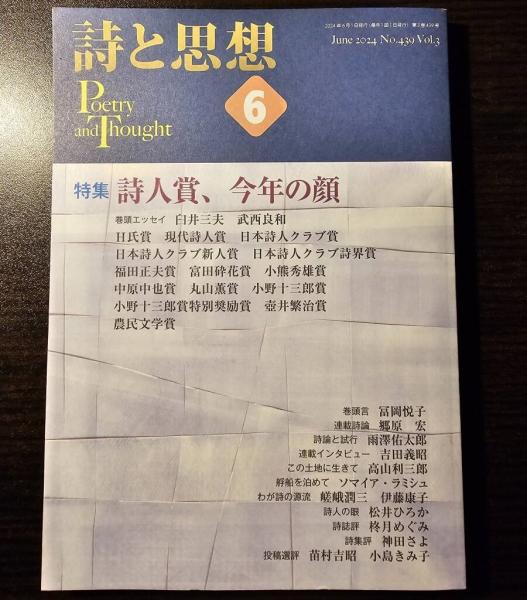 2024年6月1日発行(毎月1回1日発行) 第3巻439号
June 2024 No.439 Vol.3
詩と思想
Poetry
and Thought
6
特集 詩人賞、今年の顔
巻頭エッセイ 臼井三夫 武西良和
H氏賞 現代詩人賞 日本詩人クラブ賞
日本詩人クラブ新人賞 日本詩人クラブ詩界賞
福田正夫賞 富田砕花賞 小熊秀雄賞
中原中也賞 丸山薫賞 小野十三郎賞
小野十三郎賞特別奨励賞 壺井繁治賞
農民文学賞
巻頭言 冨岡悦子
連載詩論 郷原 宏
詩論と試行 雨澤佑太郎
連載インタビュー 吉田義昭
この土地に生きて 高山利三郎
艀船を泊めて ソマイア・ラミシュ
わが詩の源流 嵯峨潤三 伊藤康子
詩人の眼 松井ひろか
詩誌評 柊月めぐみ
詩集評 神田さよ
投稿選評 苗村吉昭 小島きみ子